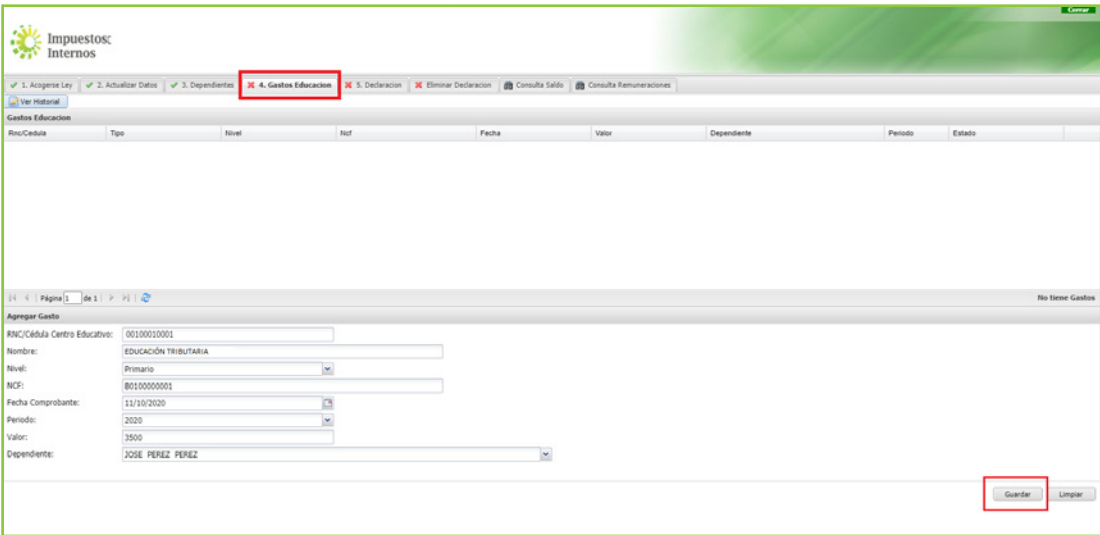 Cerrar
Impuestos:
Internos
1. Acogerse Ley 2. Actualizar Datos 3. Dependientes 4. Gastos Educacion 5. Declaracion Eliminar Declaracion Consulta Saldo Consulta Remuneraciones
Ver Historial
Gastos Educacion
Rnc/Cedula Tipo Nivel Ncf Fecha Valor Dependiente Periodo Estado
Página 1 de 1 No tiene Gastos
Agregar Gasto
RNC/Cédula Centro Educativo: 00100010001
Nombre: EDUCACIÓN TRIBUTARIA
Nivel: Primario
NCF: B0100000001
Fecha Comprobante: 11/10/2020
Periodo: 2020
Valor: 3500
Dependiente: JOSE PEREZ PEREZ
Guardar Limpiar